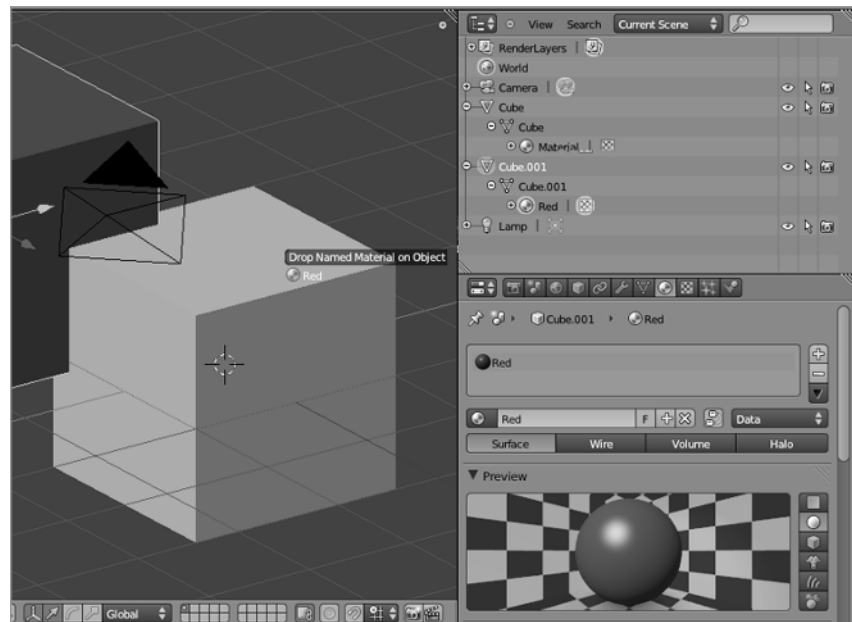 View Search Current Scene
RenderLayers
World
Camera
Cube
Cube
Material
Cube.001
Cube.001
Red
Lamp
Drop Named Material on Object
Red
Cube.001 Red
Red
Red F Data
Surface Wire Volume Halo
Preview
Global